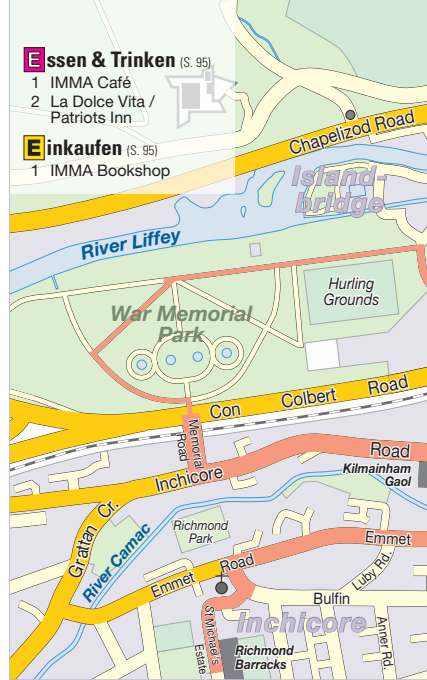 Essen & Trinken (S. 95)
1 IMMA Café
2 La Dolce Vita /
Patriots Inn
Einkaufen (S. 95)
1 IMMA Bookshop
Chapelizod Road
Island-
bridge
River Liffey
Hurling
Grounds
War Memorial
Park
Con Colbert Road
Memorial
Road
Inchicore Road
Kilmainham
Gaol
Grattan Cr.
River Camac
Richmond
Park
Emmet Road
Emmet
Luby Rd.
Bulfin
Inchicore
Anner Rd.
St Michael's
Estate
Richmond
Barracks